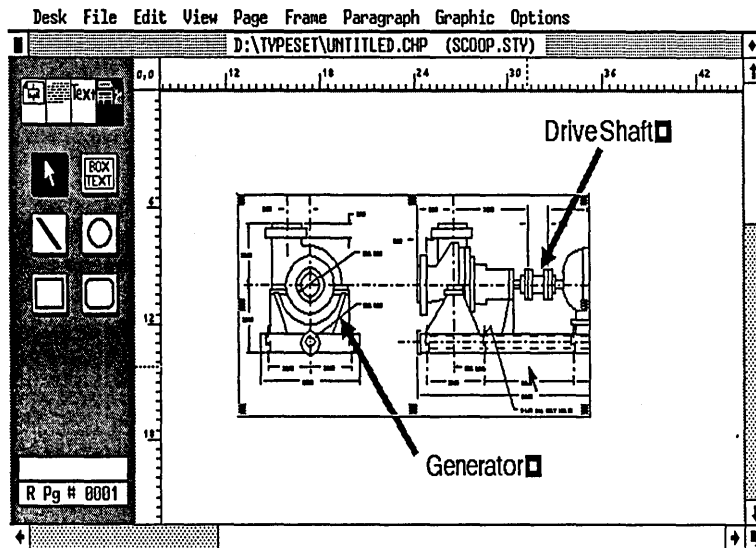 Desk File Edit View Page Frame Paragraph Graphic Options
D:\TYPESET\UNTITLED.CHP (SCOOP.STY)
0,0 12 18 24 30 36 42
Text
DriveShaft
BOX
TEXT
6
12
18
Generator
R Pg # 0001